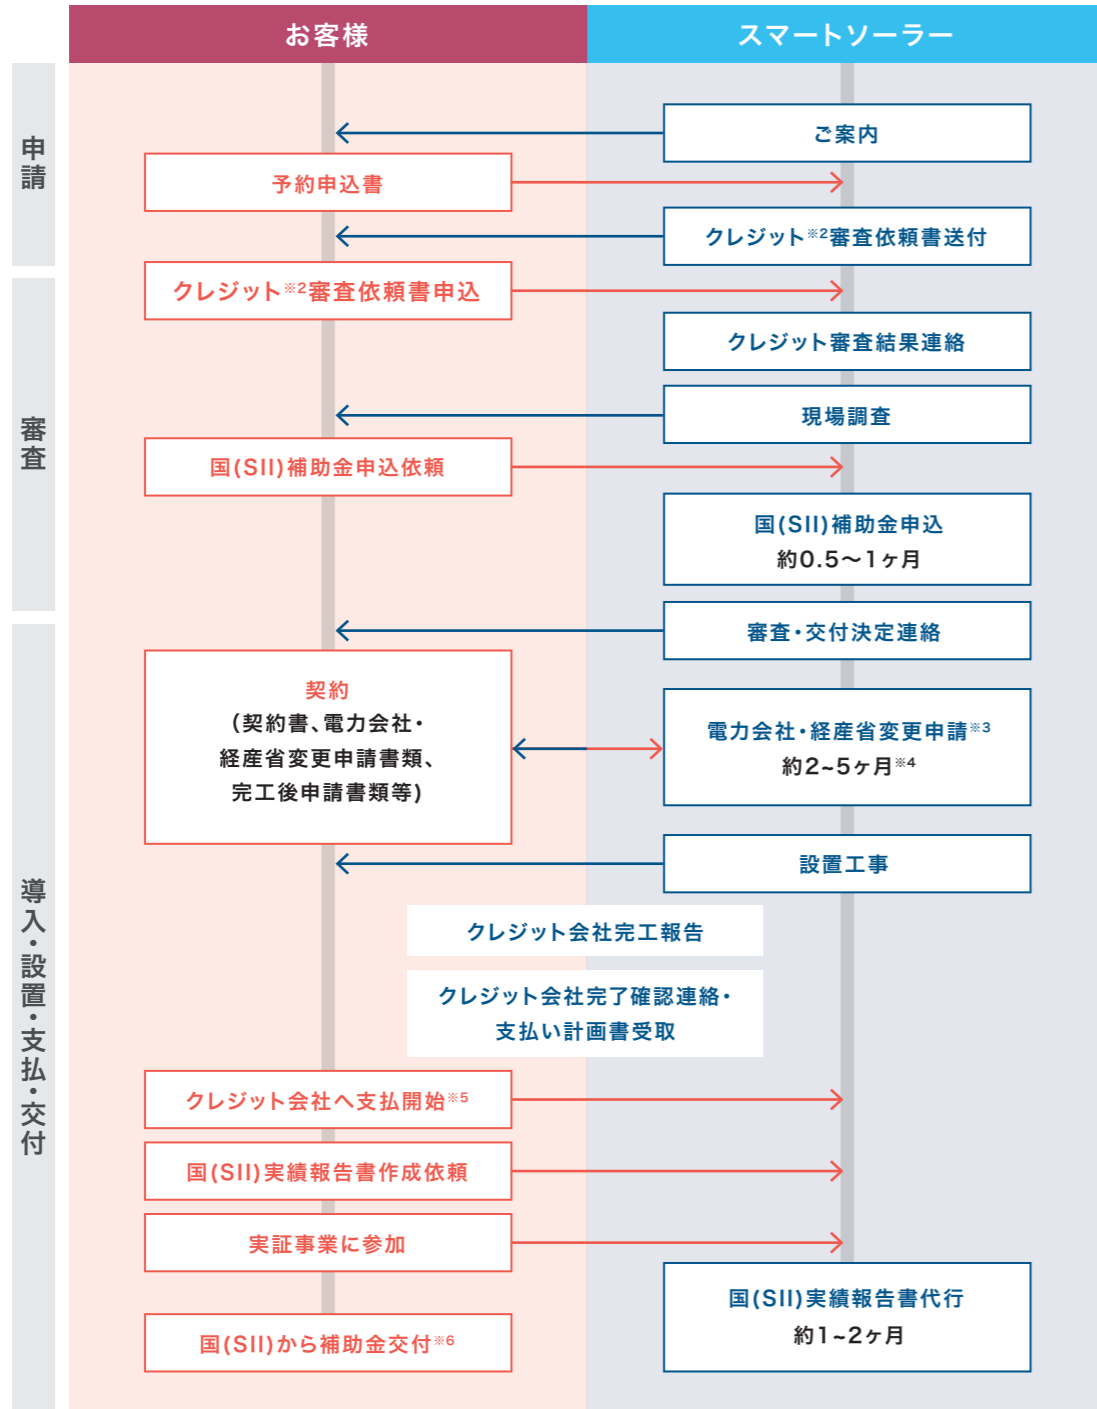 お客様
スマートソーラー
申請
ご案内
予約申込書
クレジット※2審査依頼書送付
審査
クレジット※2審査依頼書申込
クレジット審査結果連絡
現場調査
国(SII)補助金申込依頼
国(SII)補助金申込
約0.5〜1ヶ月
導入・設置・支払・交付
審査・交付決定連絡
契約
(契約書、電力会社・
経産省変更申請書類、
完工後申請書類等)
電力会社・経産省変更申請※3
約2~5ヶ月※4
設置工事
クレジット会社完工報告
クレジット会社完了確認連絡・
支払い計画書受取
クレジット会社へ支払開始※5
国(SII)実績報告書作成依頼
実証事業に参加
国(SII)実績報告書代行
約1~2ヶ月
国(SII)から補助金交付※6